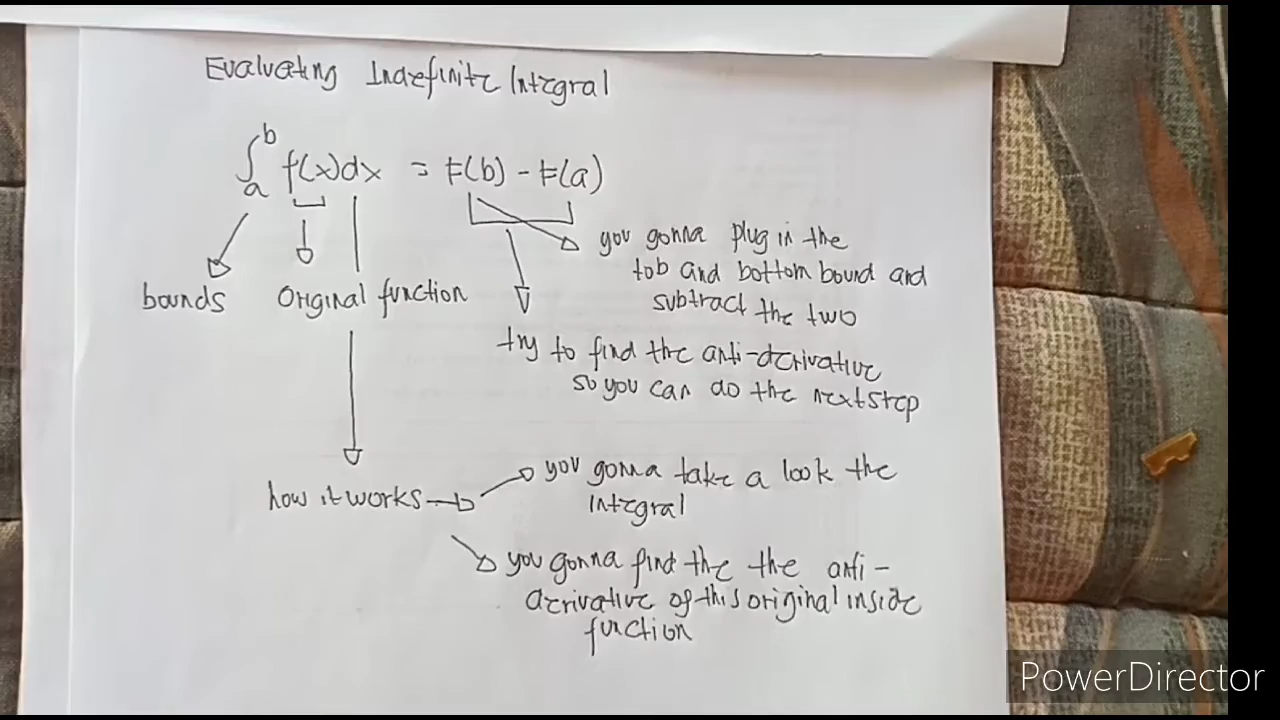 Evaluating Indefinite Integral
∫ₐᵇ f(x)dx = F(b) - F(a)
you gonna plug in the
tob and bottom bound and
subtract the two
bounds
Original function
try to find the anti-derivative
so you can do the next step
how it works
you gonna take a look the
integral
you gonna find the the anti-
derivative of this original inside
function
PowerDirector